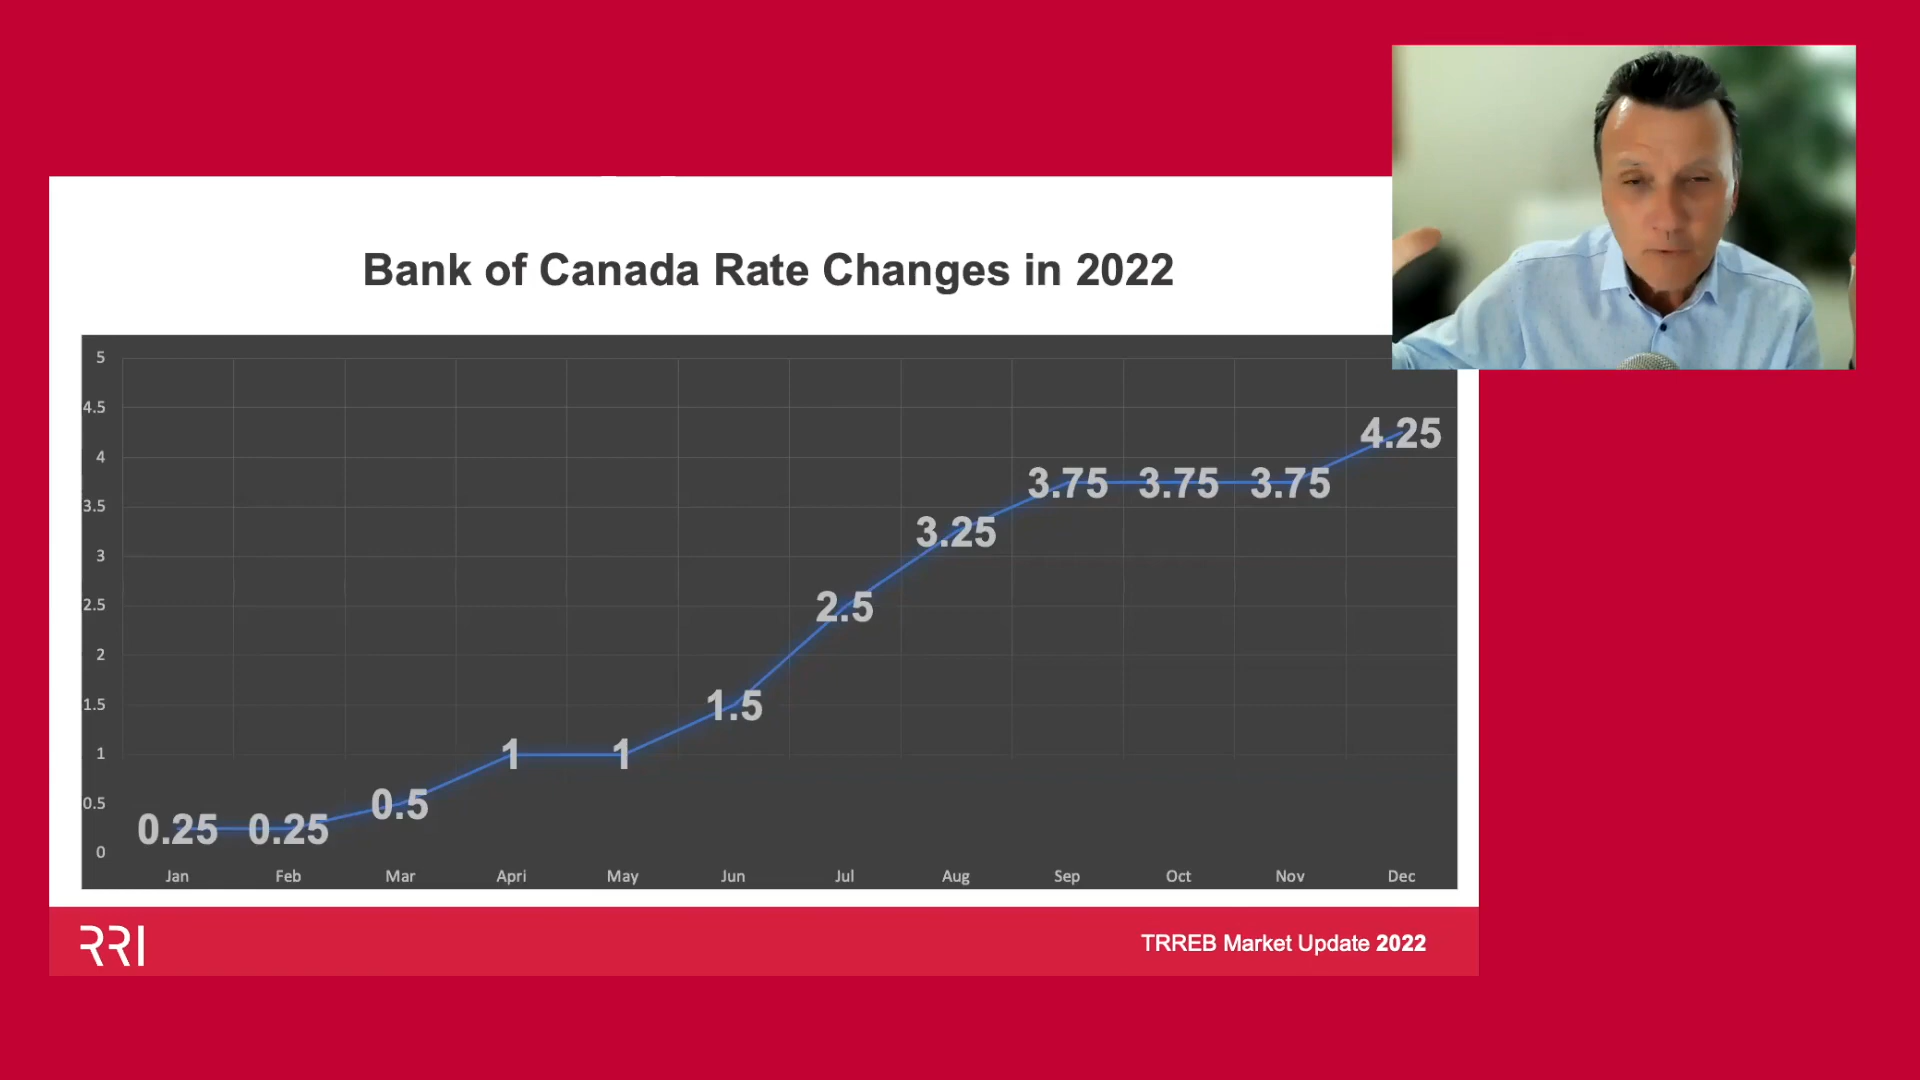 Bank of Canada Rate Changes in 2022
5
4.5
4
3.5
3
2.5
2
1.5
1
0.5
0
0.25 0.25 0.5 1 1 1.5 2.5 3.25 3.75 3.75 3.75 4.25
Jan Feb Mar Apri May Jun Jul Aug Sep Oct Nov Dec
RRI
TRREB Market Update 2022